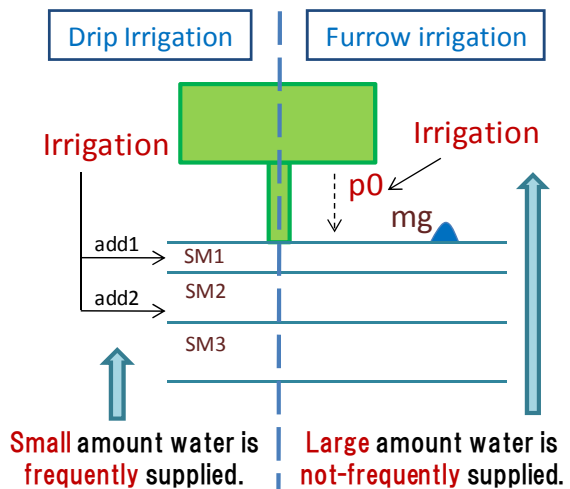 Drip Irrigation
Furrow irrigation
Irrigation
Irrigation
p0
mg
add1
SM1
add2
SM2
SM3
Small amount water is
frequently supplied.
Large amount water is
not-frequently supplied.